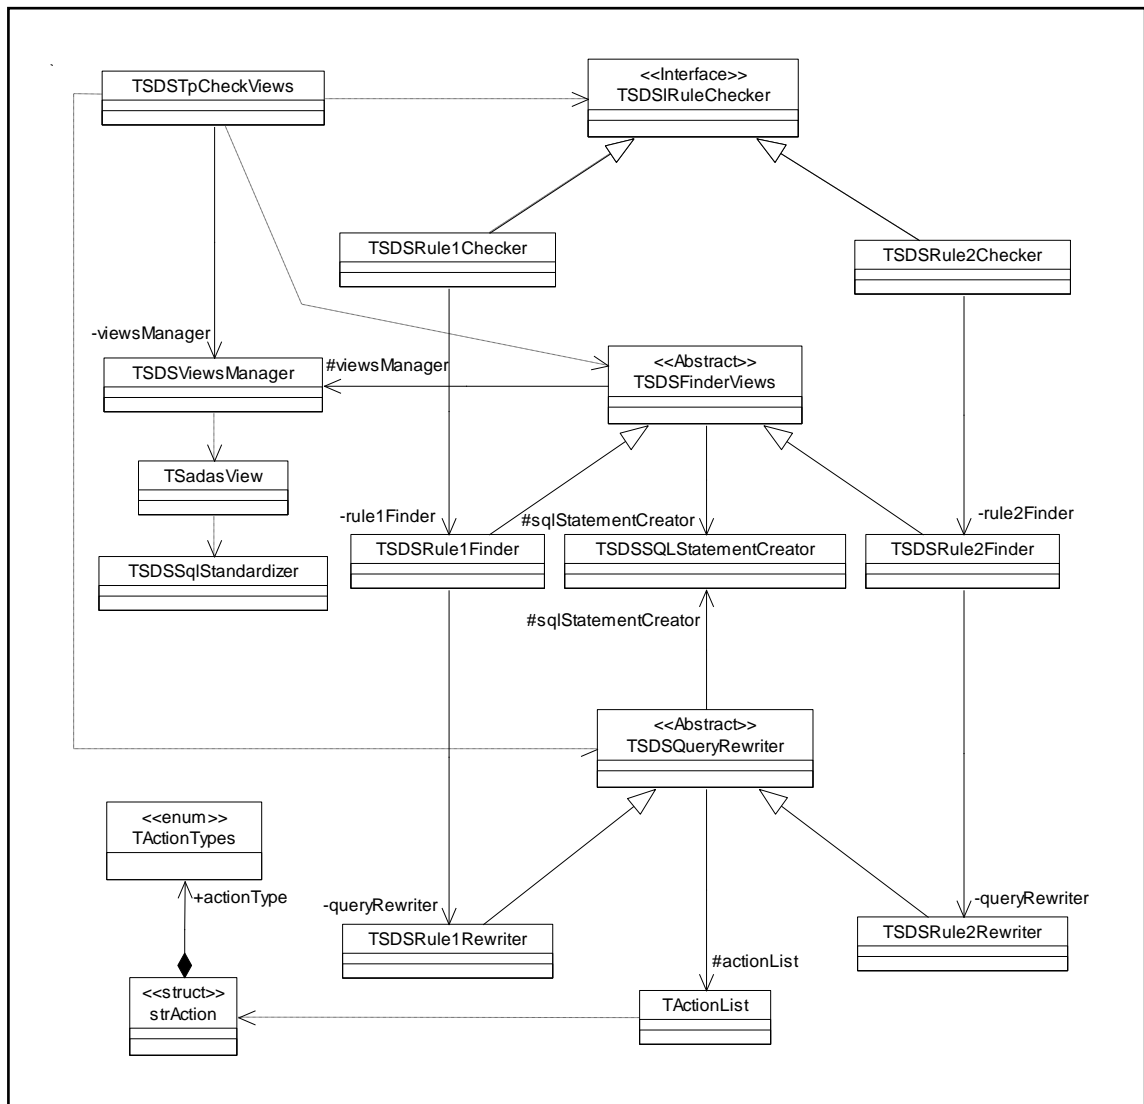 TSDSTpCheckViews
<<Interface>>
TSDSIRuleChecker
TSDSRule1Checker
TSDSRule2Checker
-viewsManager
TSDSViewsManager
#viewsManager
<<Abstract>>
TSDSFinderViews
TSadasView
-rule1Finder
#sqlStatementCreator
-rule2Finder
TSDSRule1Finder
TSDSSQLStatementCreator
TSDSRule2Finder
TSDSSqlStandardizer
#sqlStatementCreator
<<Abstract>>
TSDSQueryRewriter
<<enum>>
TActionTypes
+actionType
-queryRewriter
-queryRewriter
TSDSRule1Rewriter
TSDSRule2Rewriter
#actionList
<<struct>>
strAction
TActionList